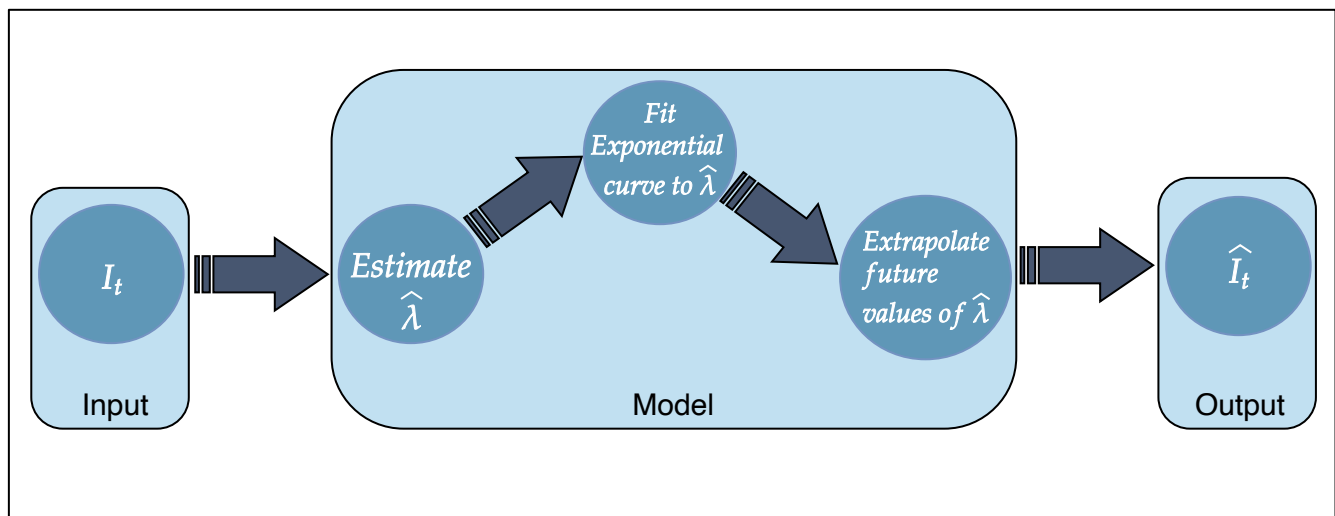 I_t
Input
Estimate
λ̂
Fit
Exponential
curve to λ̂
Extrapolate
future
values of λ̂
Model
Î_t
Output